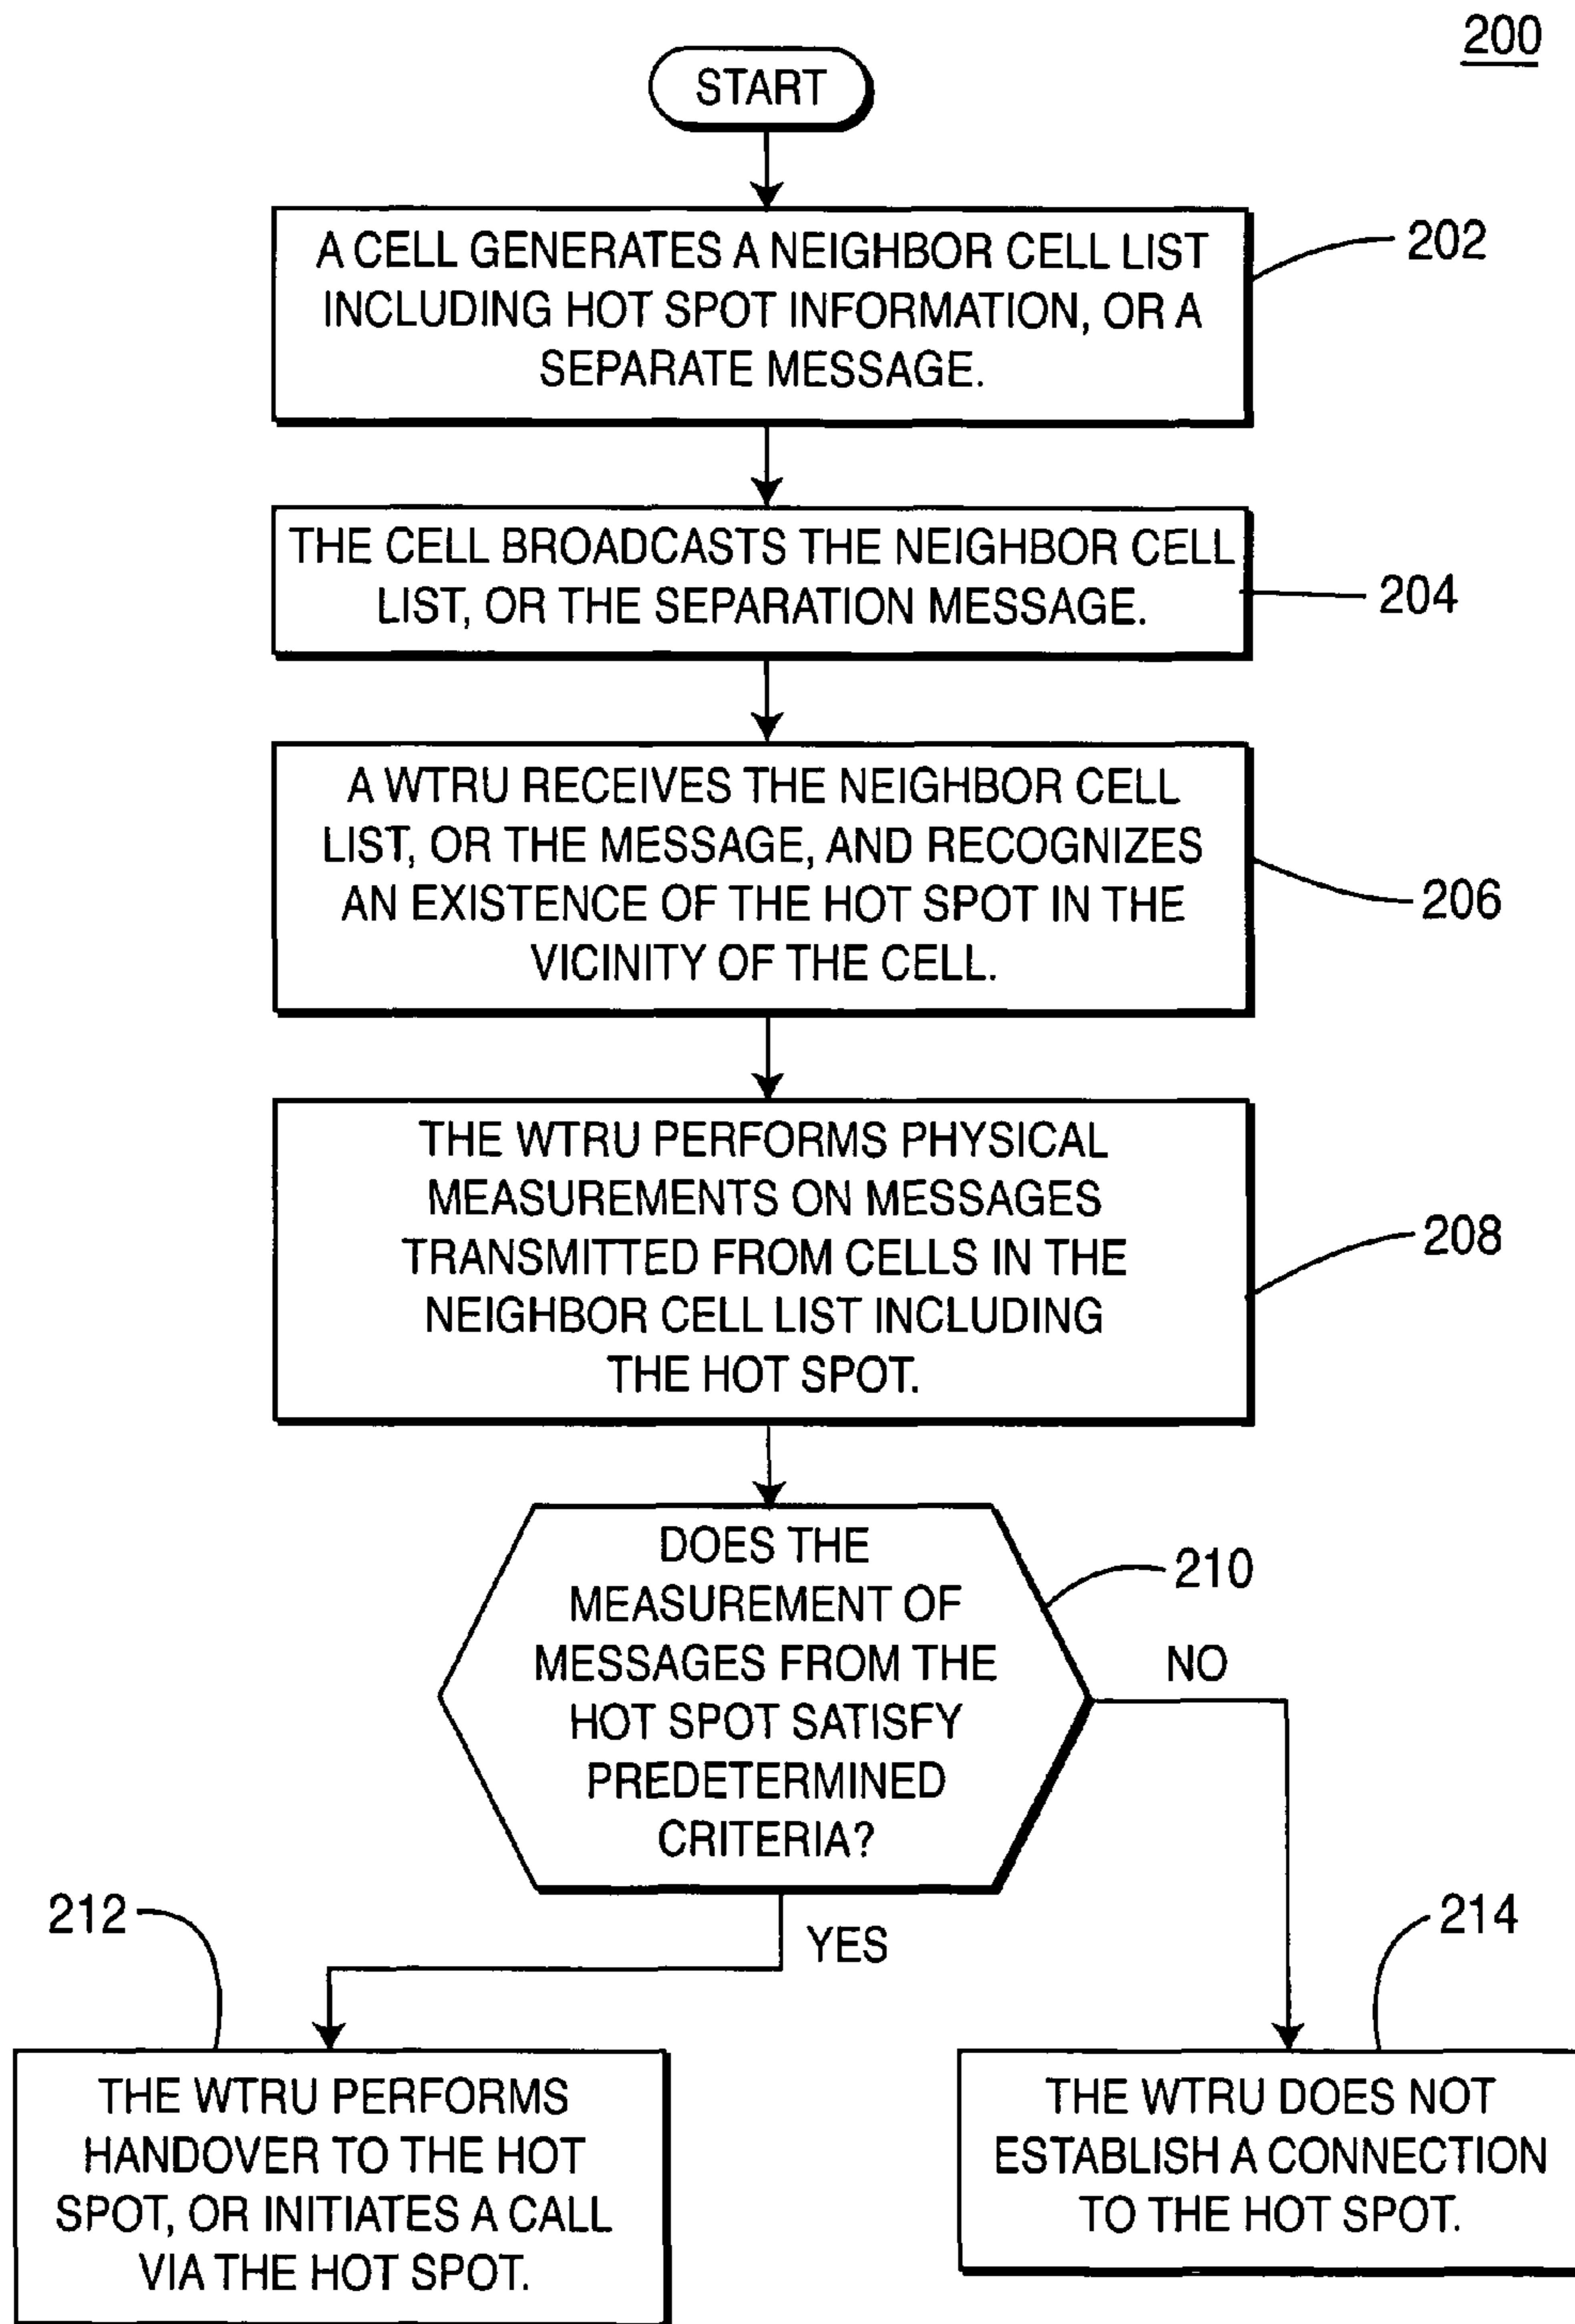 200
START
A CELL GENERATES A NEIGHBOR CELL LIST
INCLUDING HOT SPOT INFORMATION, OR A
SEPARATE MESSAGE.
202
THE CELL BROADCASTS THE NEIGHBOR CELL
LIST, OR THE SEPARATION MESSAGE.
204
A WTRU RECEIVES THE NEIGHBOR CELL
LIST, OR THE MESSAGE, AND RECOGNIZES
AN EXISTENCE OF THE HOT SPOT IN THE
VICINITY OF THE CELL.
206
THE WTRU PERFORMS PHYSICAL
MEASUREMENTS ON MESSAGES
TRANSMITTED FROM CELLS IN THE
NEIGHBOR CELL LIST INCLUDING
THE HOT SPOT.
208
DOES THE
MEASUREMENT OF
MESSAGES FROM THE
HOT SPOT SATISFY
PREDETERMINED
CRITERIA?
210
NO
YES
212
THE WTRU PERFORMS
HANDOVER TO THE HOT
SPOT, OR INITIATES A CALL
VIA THE HOT SPOT.
214
THE WTRU DOES NOT
ESTABLISH A CONNECTION
TO THE HOT SPOT.